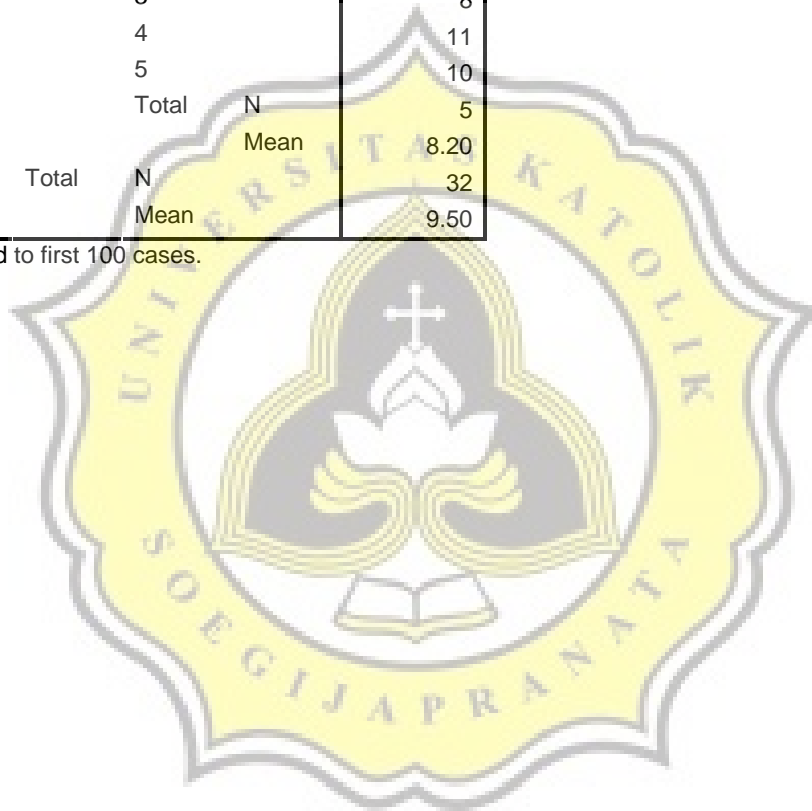 8
4 11
5 10
Total N 5
Mean 8.20
Total N 32
Mean 9.50
d to first 100 cases.
UNIVERSITAS KATOLIK
SOEGIJAPRANATA